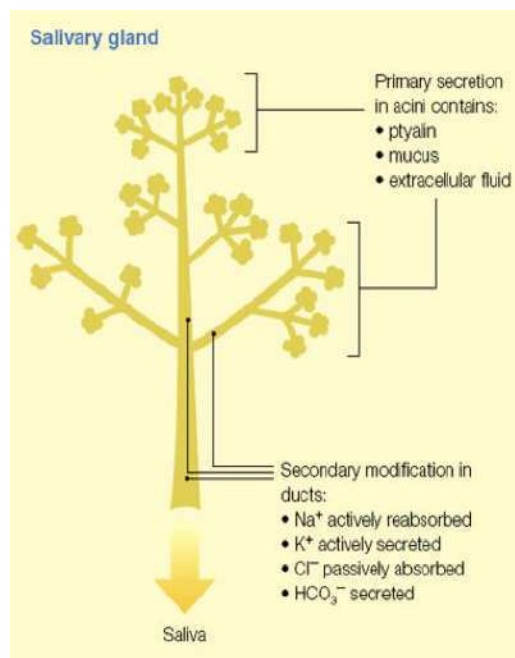 Salivary gland
Primary secretion
in acini contains:
• ptyalin
• mucus
• extracellular fluid
Secondary modification in
ducts:
• Na⁺ actively reabsorbed
• K⁺ actively secreted
• Cl⁻ passively absorbed
• HCO₃⁻ secreted
Saliva